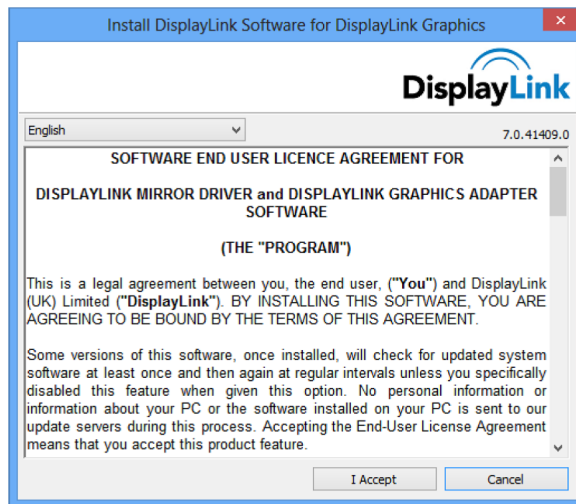 Install DisplayLink Software for DisplayLink Graphics
DisplayLink
English
7.0.41409.0
SOFTWARE END USER LICENCE AGREEMENT FOR
DISPLAYLINK MIRROR DRIVER and DISPLAYLINK GRAPHICS ADAPTER
SOFTWARE
(THE "PROGRAM")
This is a legal agreement between you, the end user, ("You") and DisplayLink
(UK) Limited ("DisplayLink"). BY INSTALLING THIS SOFTWARE, YOU ARE
AGREEING TO BE BOUND BY THE TERMS OF THIS AGREEMENT.
Some versions of this software, once installed, will check for updated system
software at least once and then again at regular intervals unless you specifically
disabled this feature when given this option. No personal information or
information about your PC or the software installed on your PC is sent to our
update servers during this process. Accepting the End-User License Agreement
means that you accept this product feature.
I Accept
Cancel